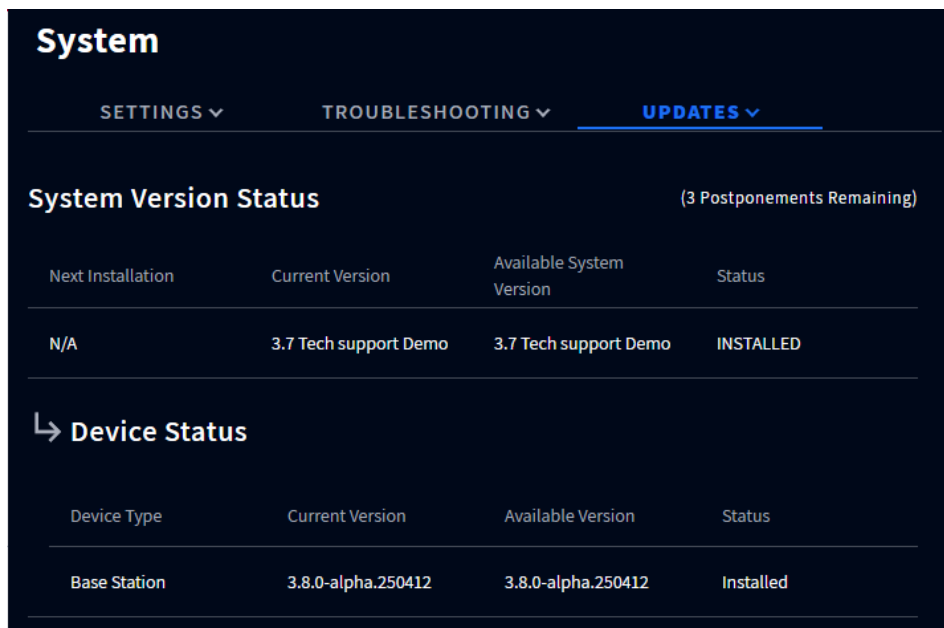 System
SETTINGS TROUBLESHOOTING UPDATES
System Version Status (3 Postponements Remaining)
Next Installation Current Version Available System Version Status
N/A 3.7 Tech support Demo 3.7 Tech support Demo INSTALLED
Device Status
Device Type Current Version Available Version Status
Base Station 3.8.0-alpha.250412 3.8.0-alpha.250412 Installed